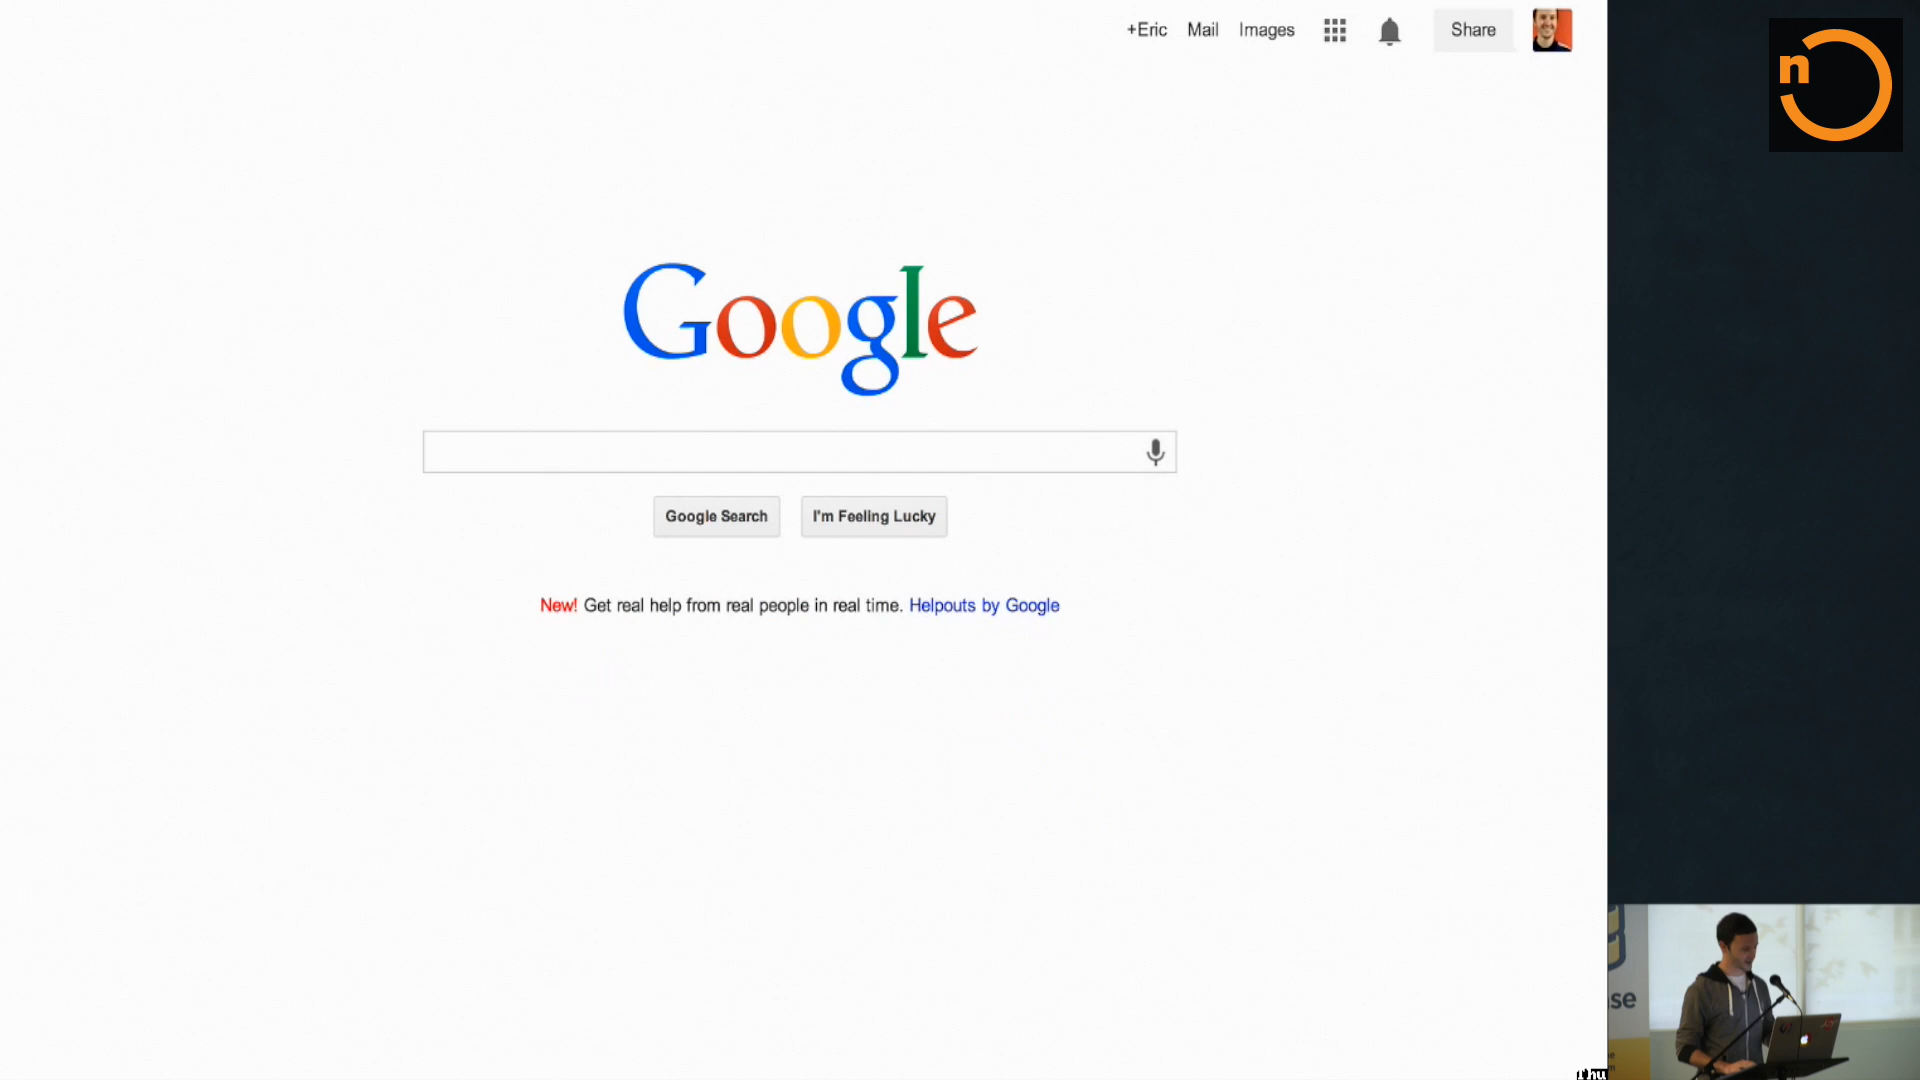 +Eric Mail Images Share
n
Google
Google Search I'm Feeling Lucky
New! Get real help from real people in real time. Helpouts by Google
se
Thu